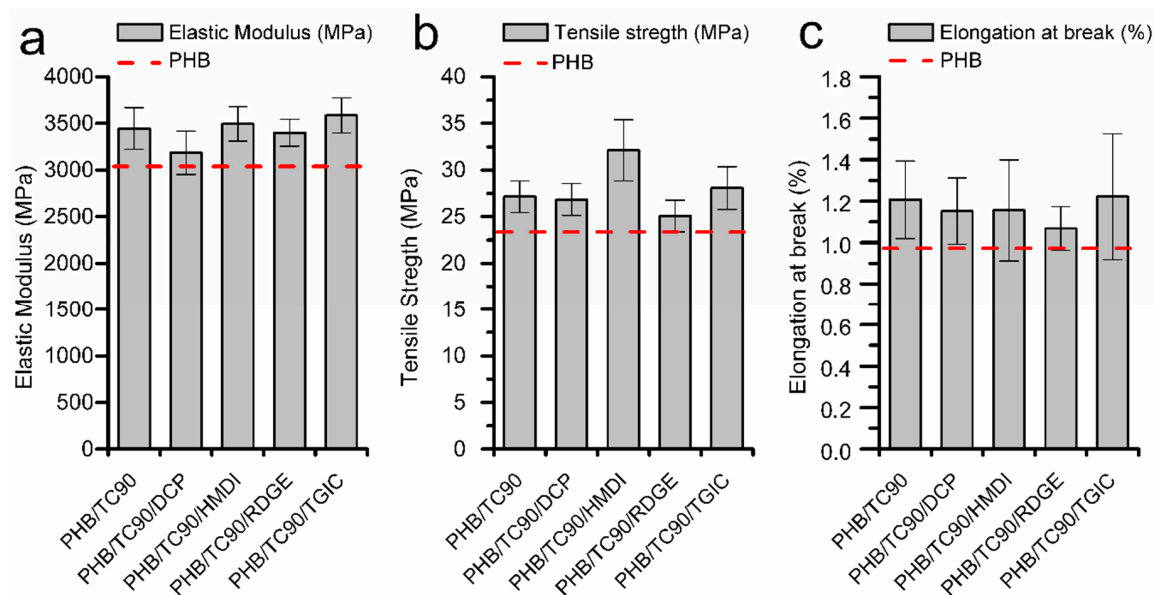 a
Elastic Modulus (MPa)
PHB
Elastic Modulus (MPa)
4000
3500
3000
2500
2000
1500
1000
500
0
PHB/TC90
PHB/TC90/DCP
PHB/TC90/HMDI
PHB/TC90/RDGE
PHB/TC90/TGIC
b
Tensile stregth (MPa)
PHB
Tensile Stregth (MPa)
40
35
30
25
20
15
10
5
0
PHB/TC90
PHB/TC90/DCP
PHB/TC90/HMDI
PHB/TC90/RDGE
PHB/TC90/TGIC
c
Elongation at break (%)
PHB
Elongation at break (%)
1.8
1.6
1.4
1.2
1.0
0.8
0.6
0.4
0.2
0.0
PHB/TC90
PHB/TC90/DCP
PHB/TC90/HMDI
PHB/TC90/RDGE
PHB/TC90/TGIC